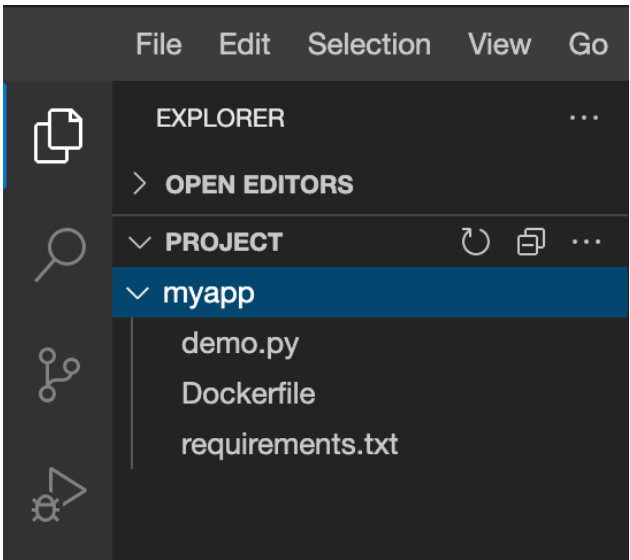 File Edit Selection View Go
EXPLORER
OPEN EDITORS
PROJECT
myapp
demo.py
Dockerfile
requirements.txt